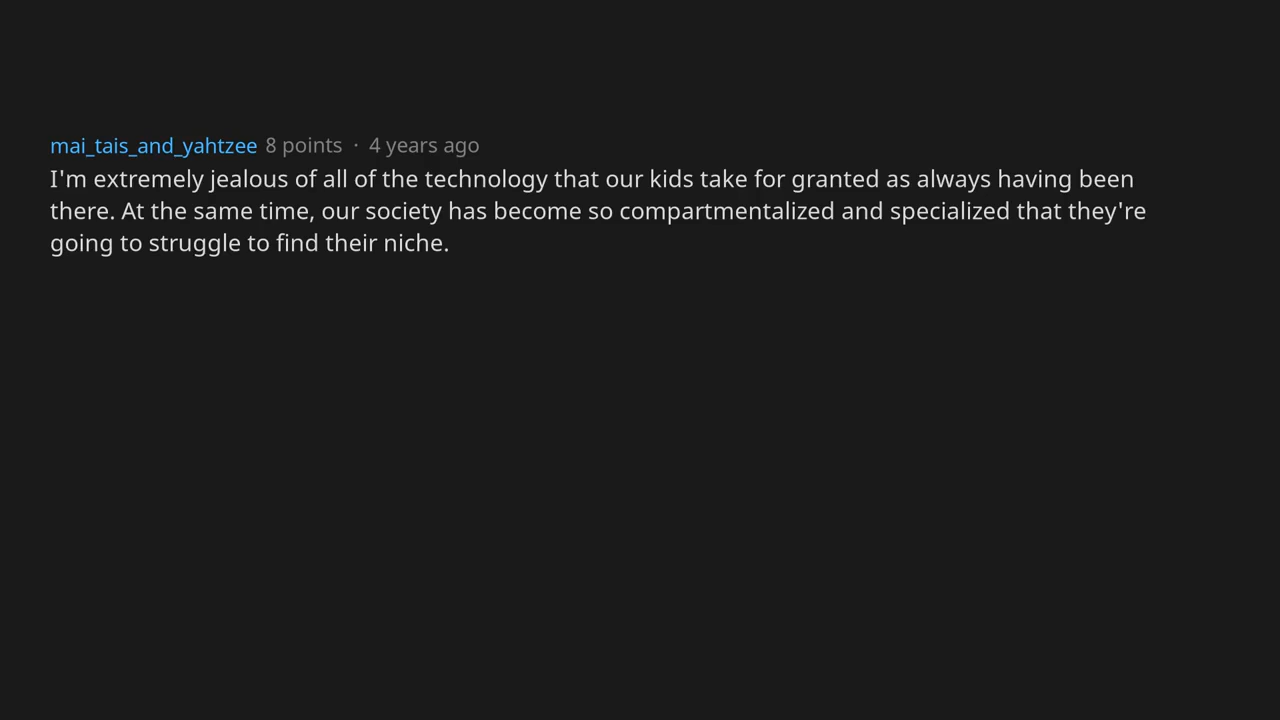 mai_tais_and_yahtzee 8 points · 4 years ago
I'm extremely jealous of all of the technology that our kids take for granted as always having been
there. At the same time, our society has become so compartmentalized and specialized that they're
going to struggle to find their niche.